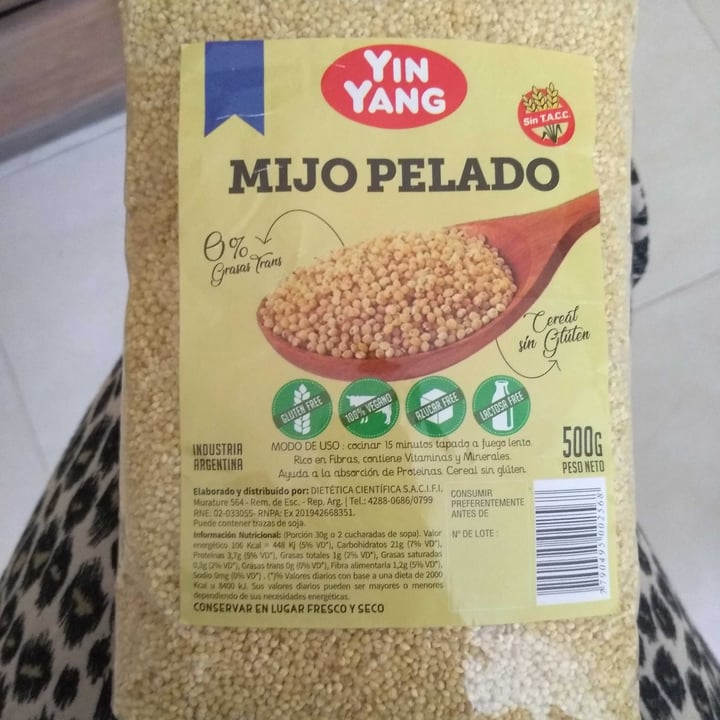 YIN
YANG
Sin T.A.C.C.
MIJO PELADO
0%
Grasas Trans
Cereal
sin Glúten
GLUTEN FREE
100% VEGANO
AZUCAR FREE
LACTOSA FREE
INDUSTRIA
ARGENTINA
MODO DE USO : cocinar 15 minutos tapado a fuego lento.
Rico en Fibras, contiene Vitaminas y Minerales.
Ayuda a la absorción de Proteínas. Cereal sin glúten.
500G
PESO NETO
Elaborado y distribuido por: DIETÉTICA CIENTÍFICA S.A.C.I.F.I.
Murature 564 - Rem. de Esc. - Rep. Arg. | Tel.: 4288-0686/0799
RNE: 02-033055- RNPA: Ex 201942668351.
Puede contener trazas de soja.
Información Nutricional: (Porción 30g o 2 cucharadas de sopa). Valor
energético 106 Kcal = 448 Kj (5% VD*), Carbohidratos 21g (7% VD*),
Proteínas 3,7g (5% VD*), Grasas totales 1g (2% VD*), Grasas saturadas
0,3g (2% VD*), Grasas trans 0g (0% VD*), Fibra alimentaria 1,2g (5% VD*),
Sodio 0mg (0% VD*) . (*)% Valores diarios con base a una dieta de 2000
Kcal u 8400 kJ. Sus valores diarios pueden ser mayores o menores
dependiendo de sus necesidades energéticas.
CONSERVAR EN LUGAR FRESCO Y SECO
CONSUMIR
PREFERENTEMENTE
ANTES DE
N° DE LOTE :
7790495002568